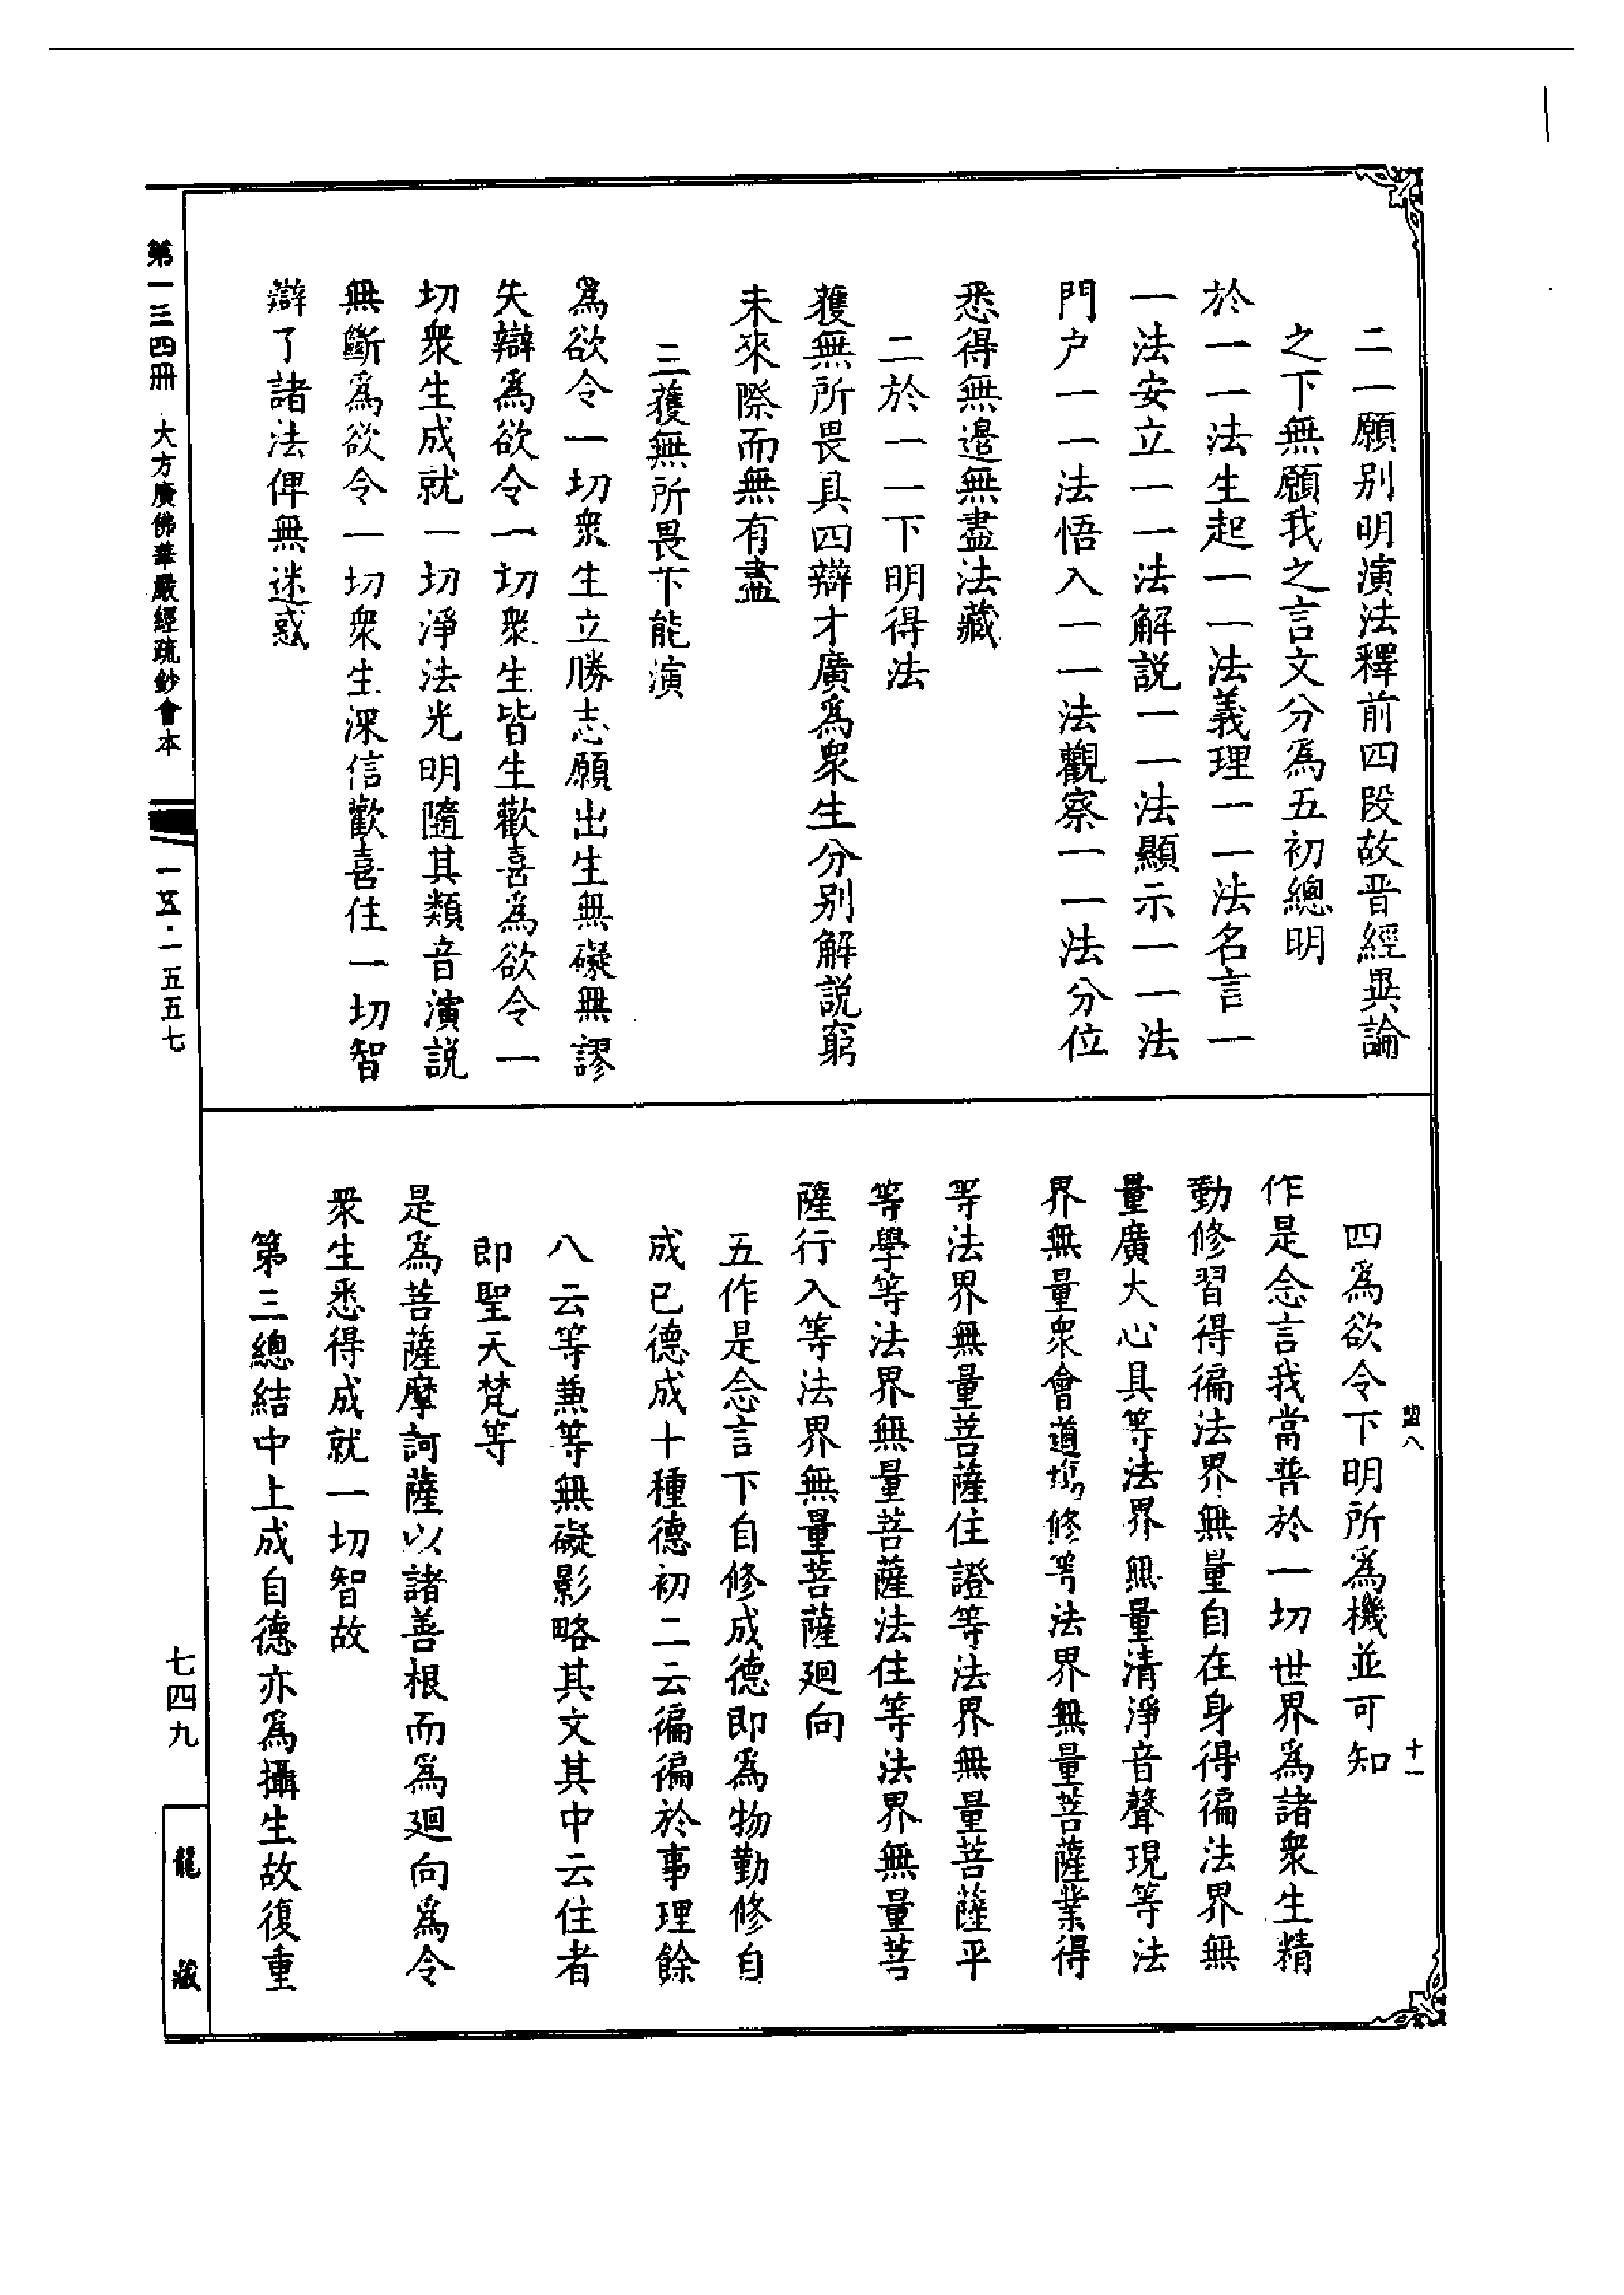 二一願别明演法釋前四段故晋經異論
之下無願我之言文分爲五初總明
於一一法生起一一法義理一一法名言一
一法安立一一法解説一一法顯示一一法
門户一一法悟入一一法觀察一一法分位
悉得無邉無盡法藏
二於一一下明得法
獲無所畏具四辯才廣爲衆生分别解説窮
未來際而無有盡
三獲無所畏下能演
爲欲令一切衆生立勝志願出生無礙無謬
失辯爲欲令一切衆生皆生歡喜爲欲令一
切衆生成就一切淨法光明隨其類音演説
無斷爲欲令一切衆生深信歡喜住一切智
辯了諸法俾無迷惑
四爲欲令下明所爲機並可知
作是念言我當普於一切世界爲諸衆生精
勤修習得徧法界無量自在身得徧法界無
量廣大心具等法界無量清淨音聲現等法
界無量衆會道塲修等法界無量菩薩業得
等法界無量菩薩住證等法界無量菩薩平
等學等法界無量菩薩法住等法界無量菩
薩行入等法界無量菩薩廻向
五作是念言下自修成德即爲物勤修自
成已德成十種德初二云徧徧於事理餘
八云等兼等無礙影略其文其中云住者
即聖天梵等
是爲菩薩摩訶薩以諸善根而爲廻向爲令
衆生悉得成就一切智故
第三總結中上成自德亦爲攝生故復重
盟八
十一
第一三四冊 大方廣佛華嚴經疏鈔會本
一五·一五五七
七四九
龍藏